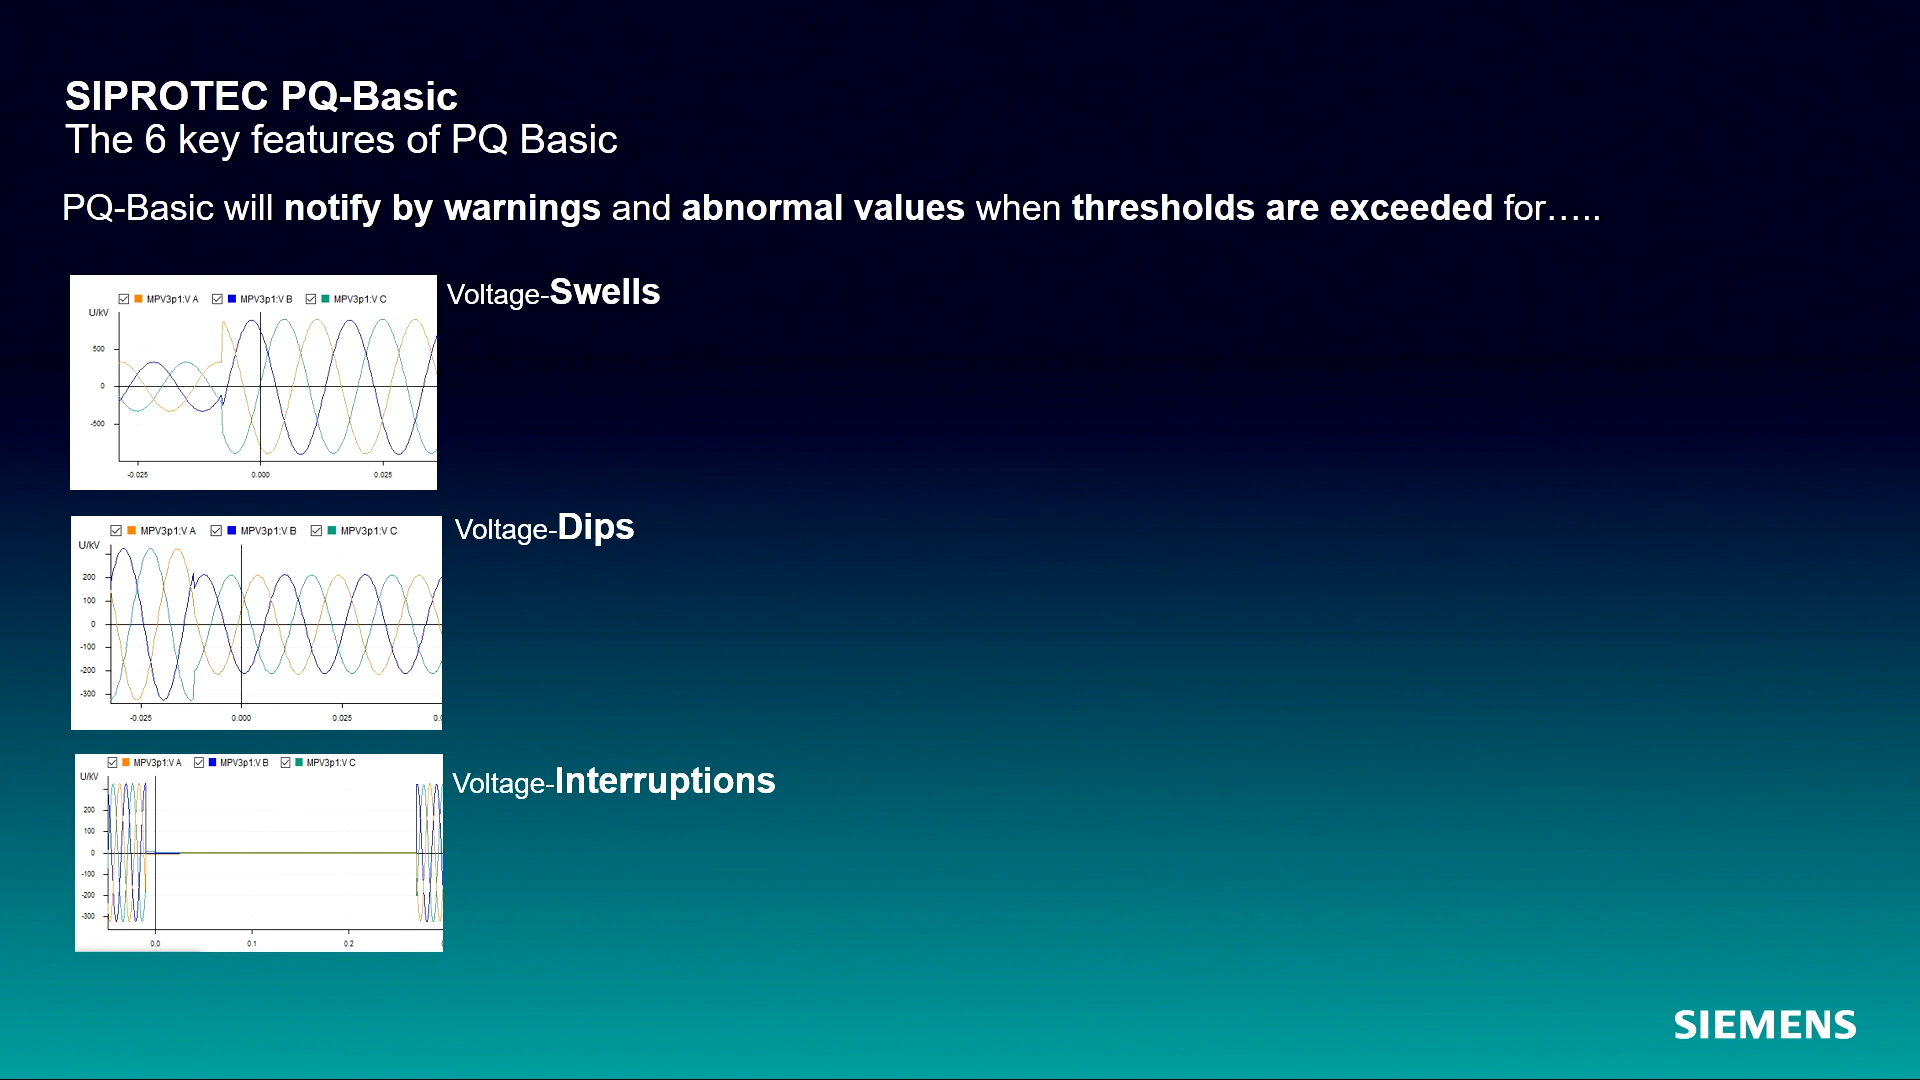 SIPROTEC PQ-Basic
The 6 key features of PQ Basic
PQ-Basic will notify by warnings and abnormal values when thresholds are exceeded for…..
MPV3p1:V A MPV3p1:V B MPV3p1:V C
U/kV
500
0
-500
-0.025 0.000 0.025
Voltage-Swells
MPV3p1:V A MPV3p1:V B MPV3p1:V C
U/kV
200
100
0
-100
-200
-300
-0.025 0.000 0.025
Voltage-Dips
MPV3p1:V A MPV3p1:V B MPV3p1:V C
U/kV
200
100
0
-100
-200
-300
0.0 0.1 0.2
Voltage-Interruptions
SIEMENS